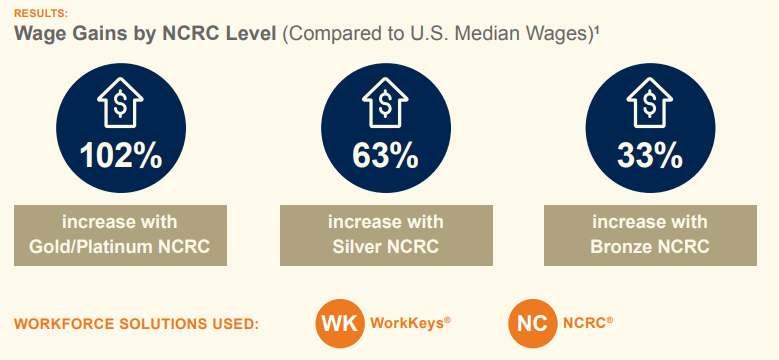 RESULTS:
Wage Gains by NCRC Level (Compared to U.S. Median Wages)¹
$
102%
increase with
Gold/Platinum NCRC
$
63%
increase with
Silver NCRC
$
33%
increase with
Bronze NCRC
WORKFORCE SOLUTIONS USED:
WK WorkKeys®
NC NCRC®